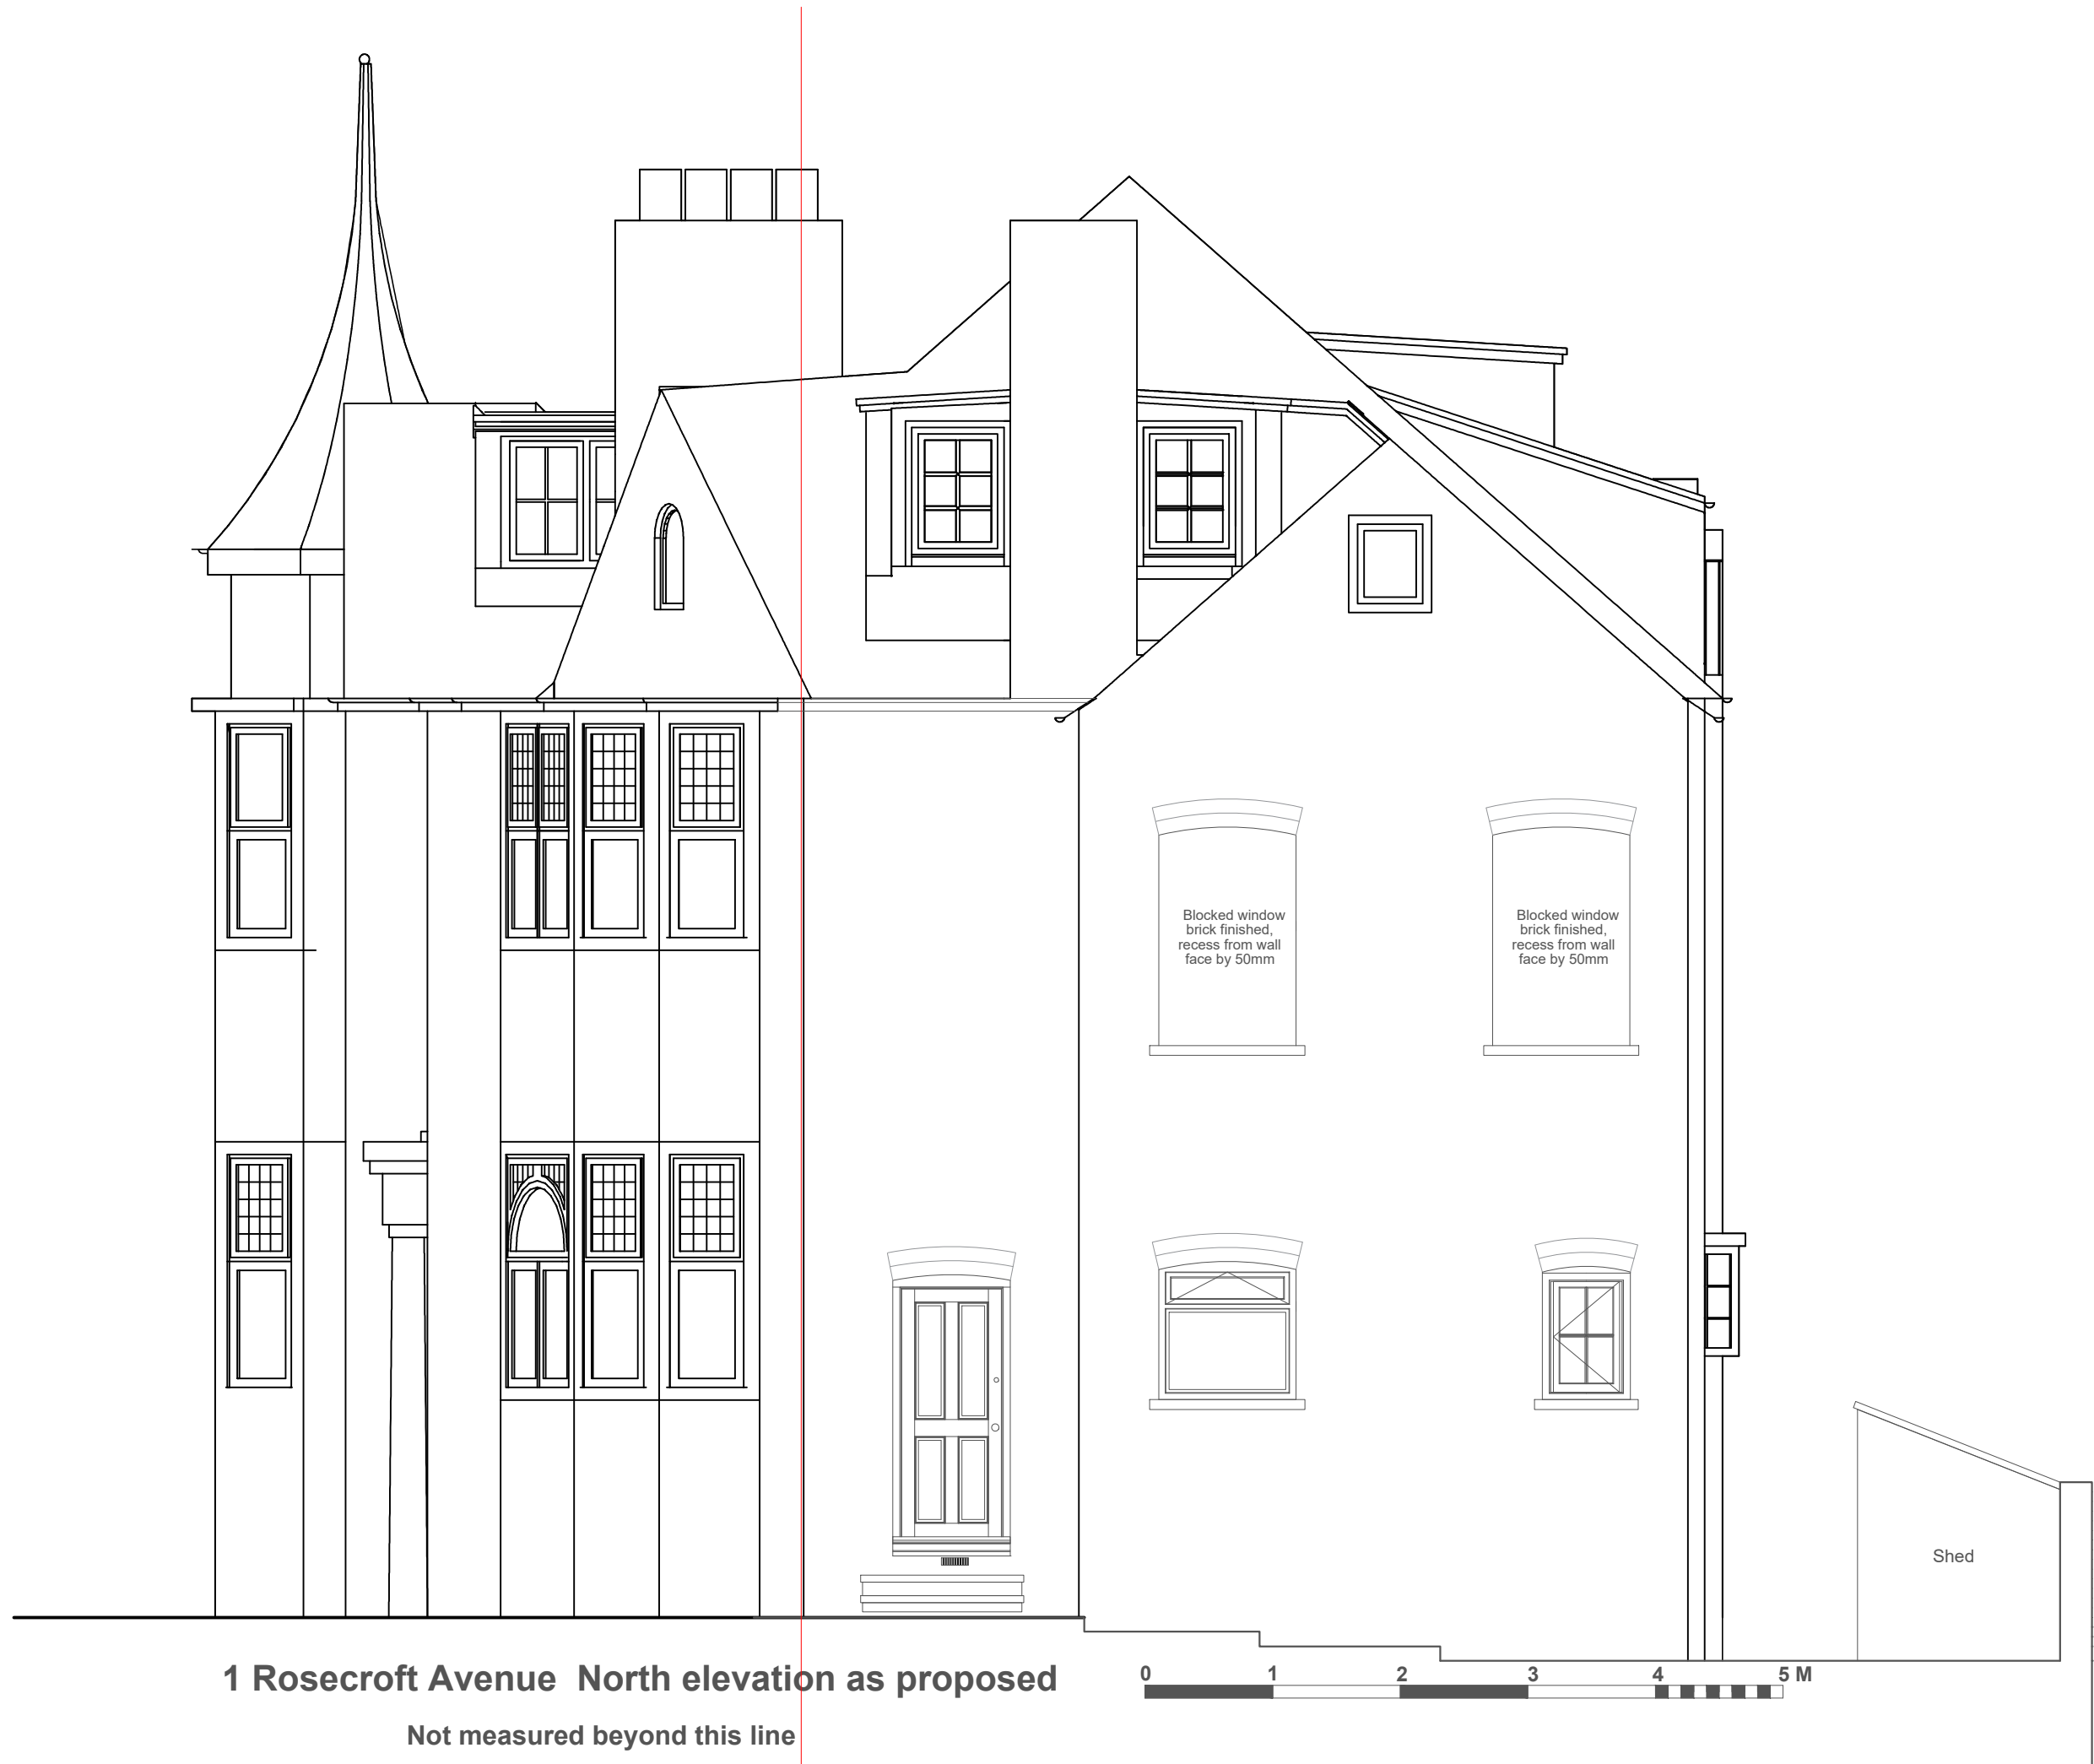 Blocked window
brick finished,
recess from wall
face by 50mm
Blocked window
brick finished,
recess from wall
face by 50mm
Shed
1 Rosecroft Avenue  North elevation as proposed
0 1 2 3 4 5 M
Not measured beyond this line